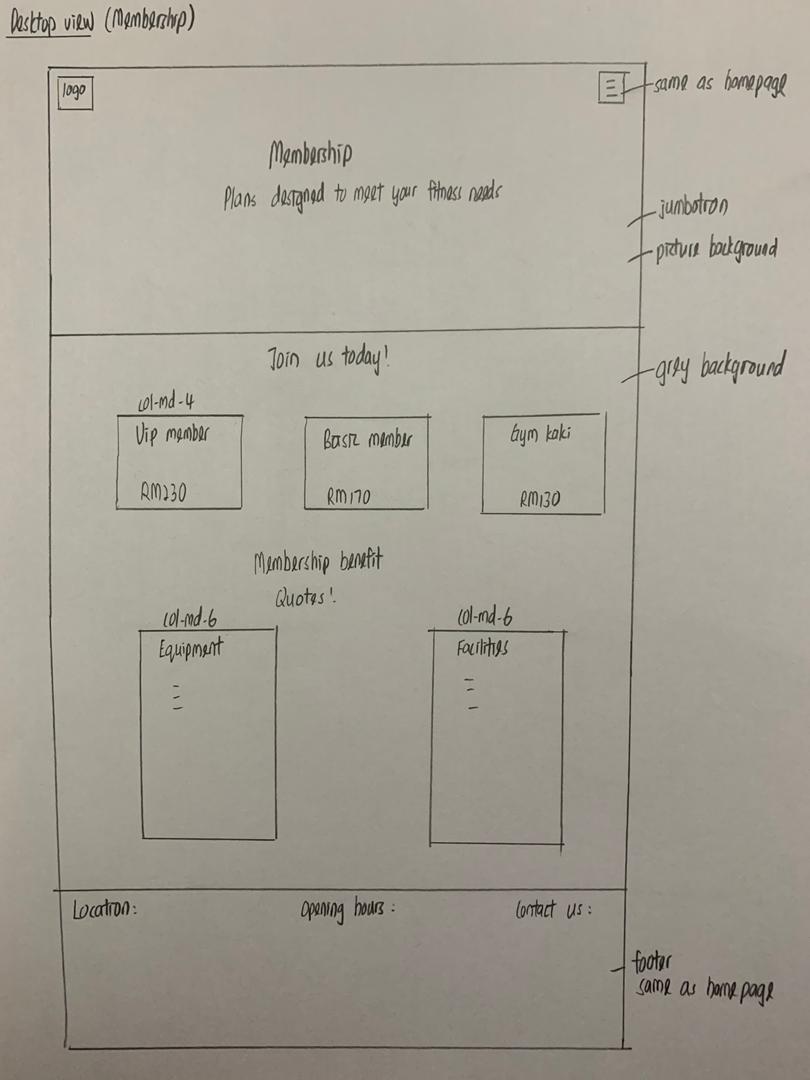 Desktop view (Membership)
logo
same as homepage
Membership
Plans designed to meet your fitness needs
jumbotron
picture background
Join us today!
grey background
col-md-4
Vip member
RM230
Basic member
RM170
Gym kaki
RM130
Membership benefit
Quotes!
col-md-6
Equipment
col-md-6
Facilities
Location:
Opening hours:
Contact us:
footer
same as homepage